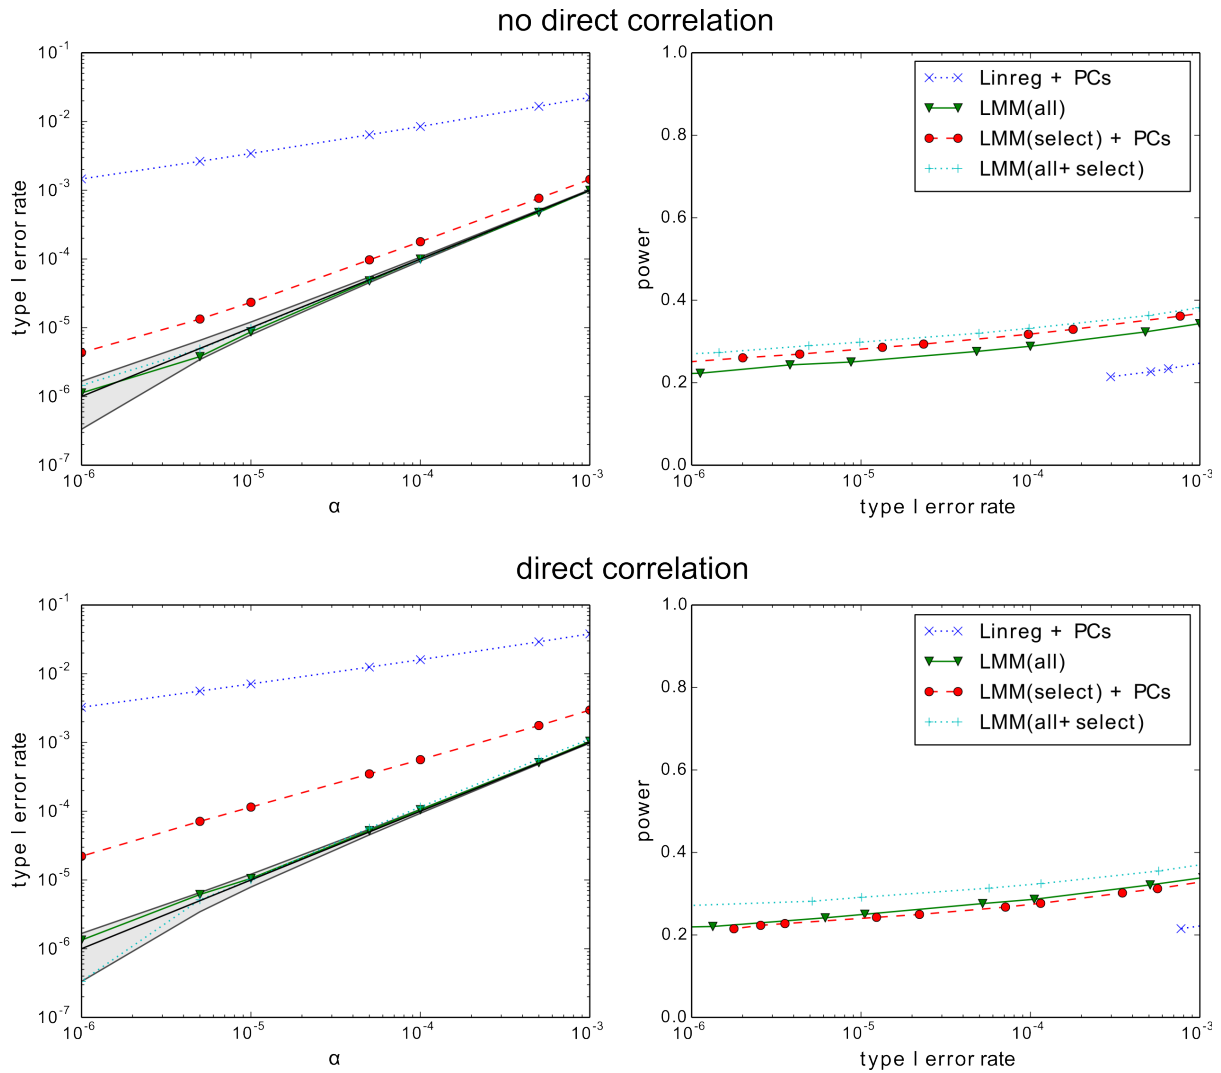 no direct correlation
10^-1
10^-2
10^-3
10^-4
10^-5
10^-6
10^-7
type I error rate
10^-6
10^-5
10^-4
10^-3
α
1.0
0.8
0.6
0.4
0.2
0.0
power
Linreg + PCs
LMM(all)
LMM(select) + PCs
LMM(all+select)
10^-6
10^-5
10^-4
10^-3
type I error rate
direct correlation
10^-1
10^-2
10^-3
10^-4
10^-5
10^-6
10^-7
type I error rate
10^-6
10^-5
10^-4
10^-3
α
1.0
0.8
0.6
0.4
0.2
0.0
power
Linreg + PCs
LMM(all)
LMM(select) + PCs
LMM(all+select)
10^-6
10^-5
10^-4
10^-3
type I error rate